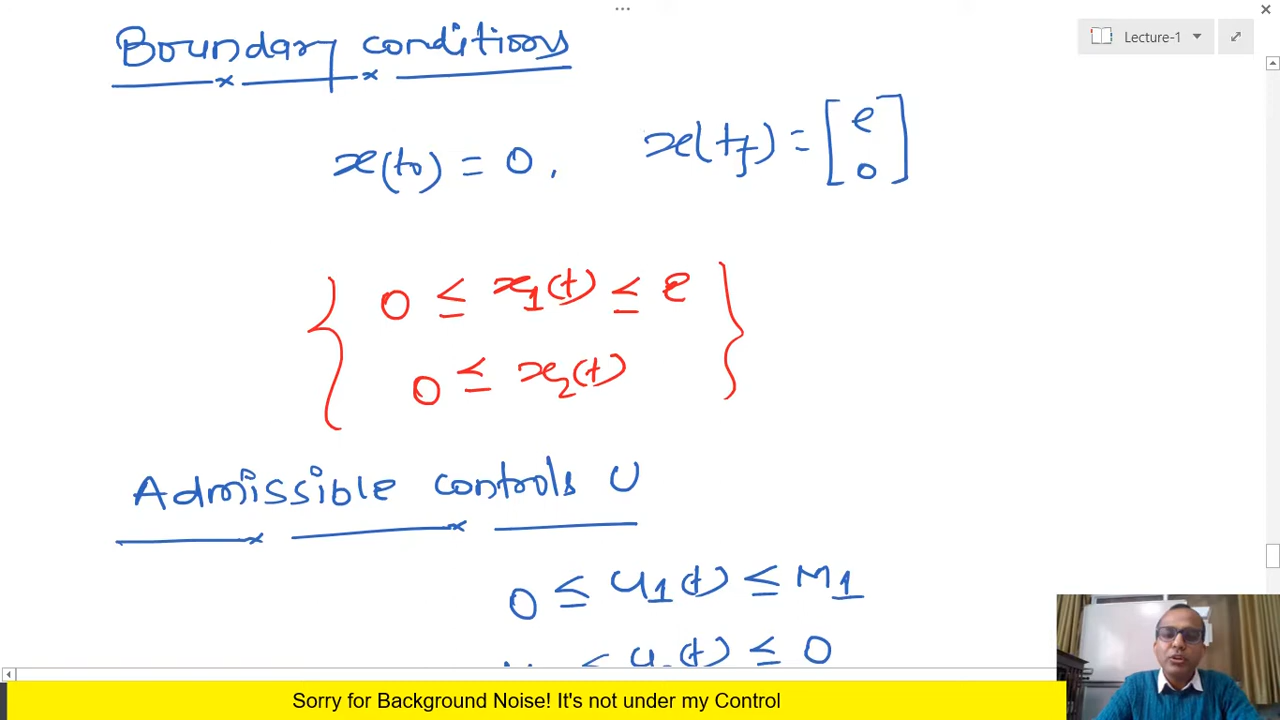 Lecture-1
Boundary conditions
x(t0) = 0, x(tf) = [e 0]
{ 0 ≤ x1(t) ≤ e
0 ≤ x2(t) }
Admissible controls U
0 ≤ u1(t) ≤ M1
≤ u (t) ≤ 0
Sorry for Background Noise! It's not under my Control